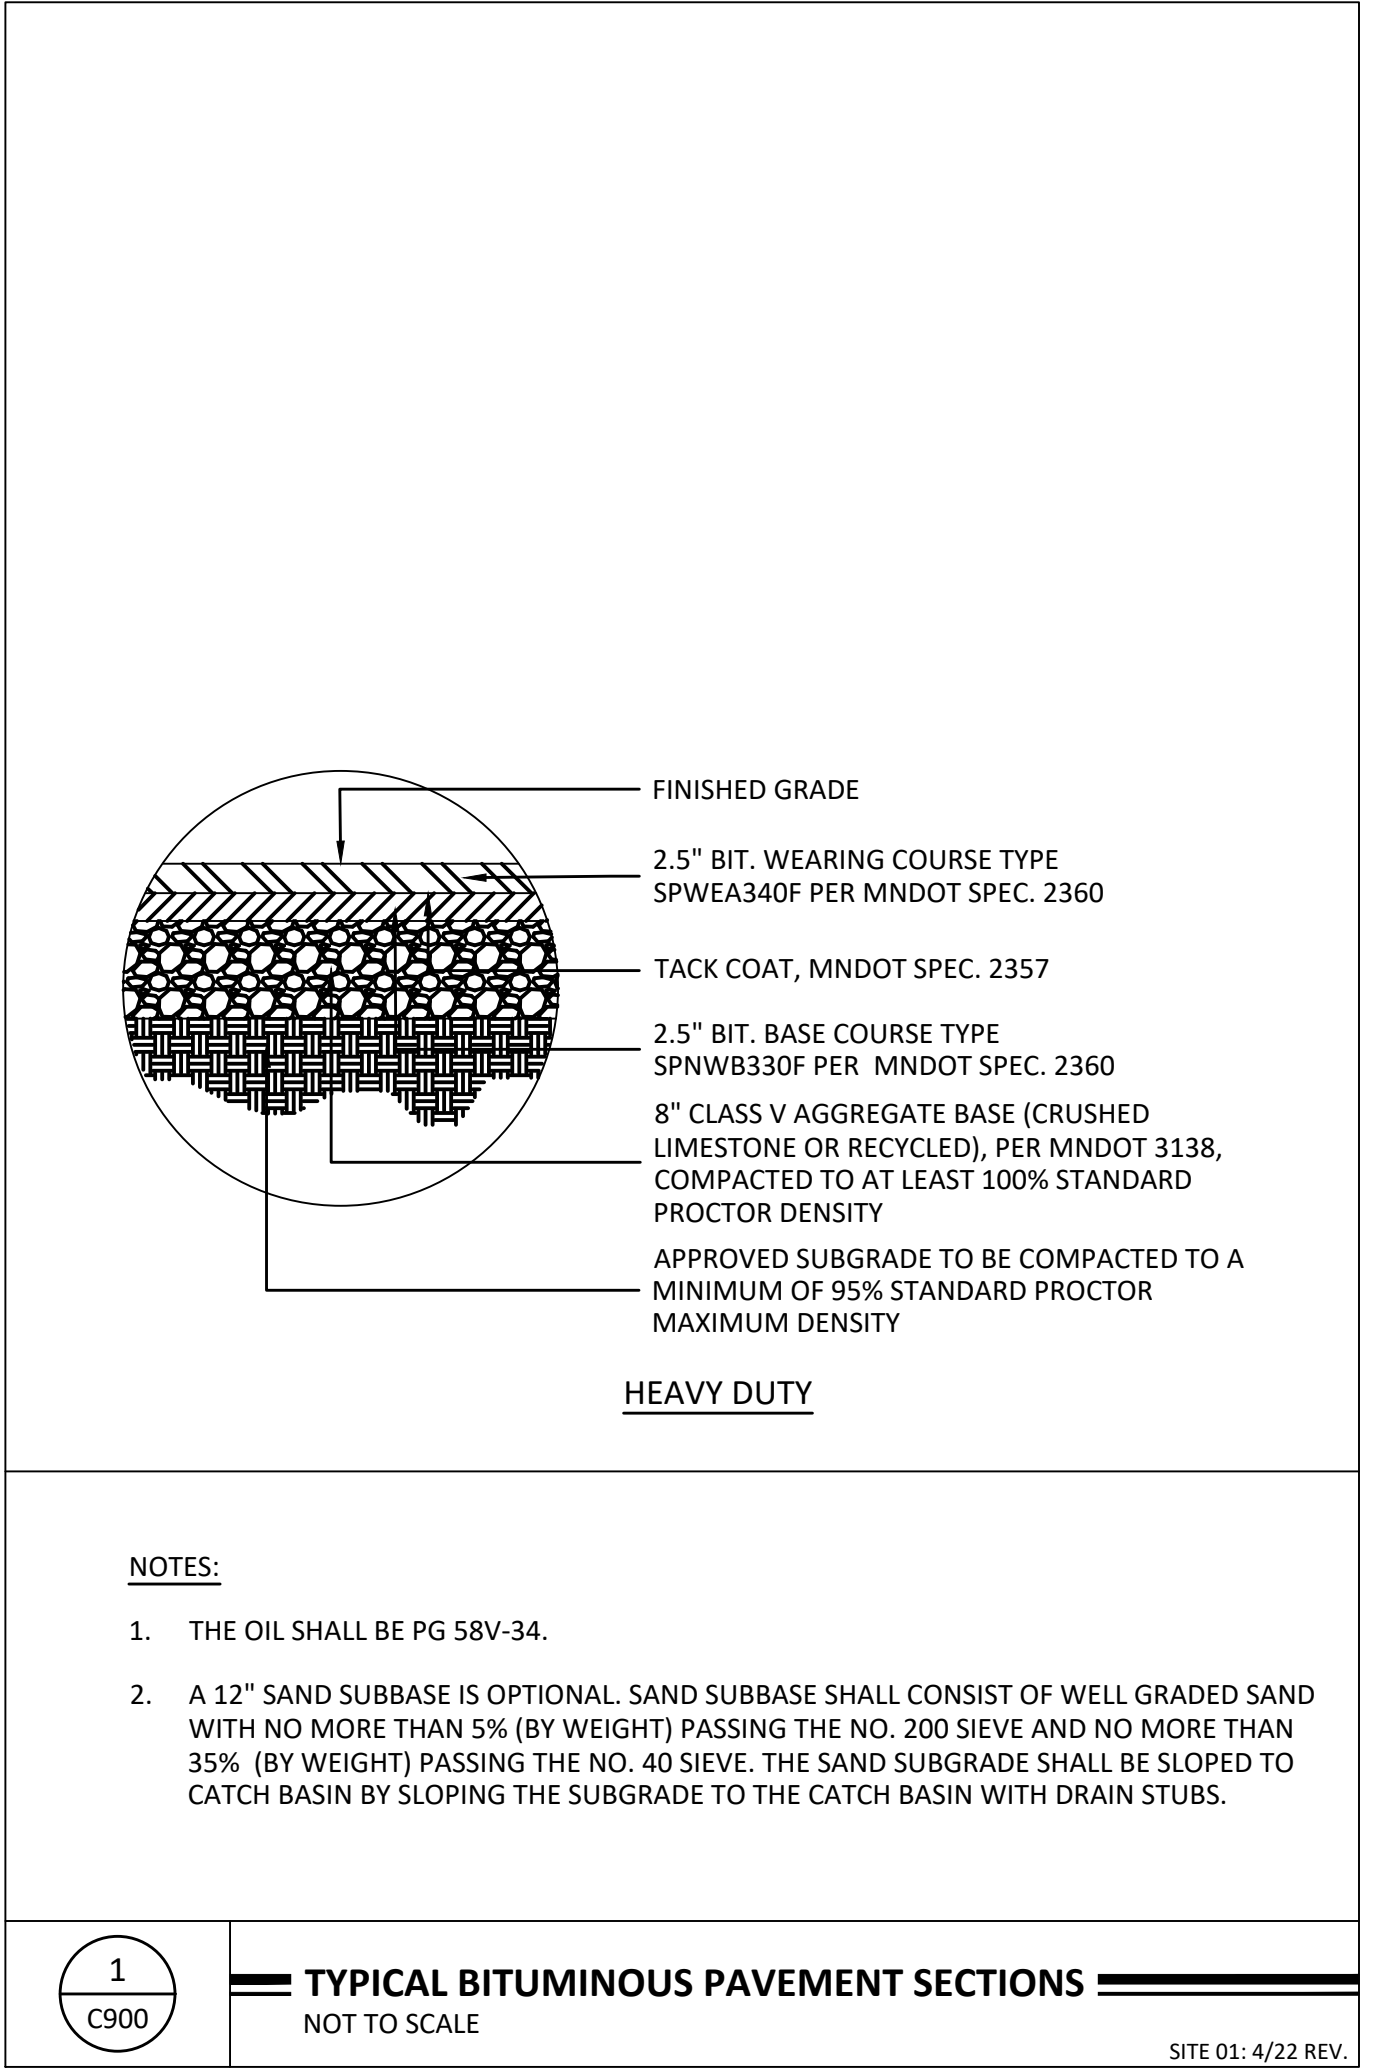 FINISHED GRADE
2.5" BIT. WEARING COURSE TYPE
SPWEA340F PER MNDOT SPEC. 2360
TACK COAT, MNDOT SPEC. 2357
2.5" BIT. BASE COURSE TYPE
SPNWB330F PER MNDOT SPEC. 2360
8" CLASS V AGGREGATE BASE (CRUSHED
LIMESTONE OR RECYCLED), PER MNDOT 3138,
COMPACTED TO AT LEAST 100% STANDARD
PROCTOR DENSITY
APPROVED SUBGRADE TO BE COMPACTED TO A
MINIMUM OF 95% STANDARD PROCTOR
MAXIMUM DENSITY
HEAVY DUTY
NOTES:
1. THE OIL SHALL BE PG 58V-34.
2. A 12" SAND SUBBASE IS OPTIONAL. SAND SUBBASE SHALL CONSIST OF WELL GRADED SAND
WITH NO MORE THAN 5% (BY WEIGHT) PASSING THE NO. 200 SIEVE AND NO MORE THAN
35% (BY WEIGHT) PASSING THE NO. 40 SIEVE. THE SAND SUBGRADE SHALL BE SLOPED TO
CATCH BASIN BY SLOPING THE SUBGRADE TO THE CATCH BASIN WITH DRAIN STUBS.
1
C900
TYPICAL BITUMINOUS PAVEMENT SECTIONS
NOT TO SCALE
SITE 01: 4/22 REV.